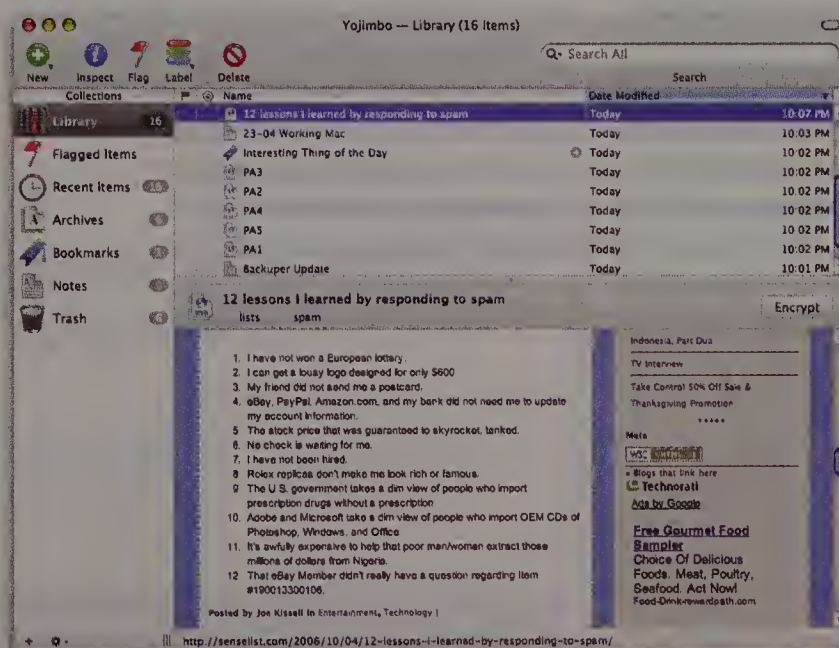 Yojimbo — Library (16 Items)
Search All
New Inspect Flag Label Delete Search
Collections Name Date Modified
Library 16
Flagged Items
Recent Items
Archives
Bookmarks
Notes
Trash
12 lessons I learned by responding to spam Today 10:07 PM
23-04 Working Mac Today 10:03 PM
Interesting Thing of the Day Today 10:02 PM
PA3 Today 10:02 PM
PA2 Today 10:02 PM
PA4 Today 10:02 PM
PA5 Today 10 02 PM
PA1 Today 10:02 PM
Backuper Update Today 10:01 PM
12 lessons I learned by responding to spam
lists spam
Encrypt
1. I have not won a European lottery.
2. I can get a lousy logo designed for only $600
3. My friend did not send me a postcard.
4. eBay, PayPal, Amazon.com, and my bank did not need me to update
my account information.
5 The stock price that was guaranteed to skyrocket, tanked.
6. No check is waiting for me.
7. I have not been hired.
8 Rolex replicas don't make me look rich or famous.
9 The U S. government takes a dim view of people who import
prescription drugs without a prescription
10. Adobe and Microsoft take a dim view of people who import OEM CDs of
Photoshop, Windows, and Office
11. It's awfully expensive to help that poor man/woman extract those
millions of dollars from Nigeria.
12 That eBay Member didn't really have a question regarding Item
#190013300106.
Posted by Joe Kissell in Entertainment, Technology |
Indonesia, Part Dua
TV Interview
Take Control 50% Off Sale &
Thanksgiving Promotion
*****
Meta
W3C
Blogs that link here
Technorati
Ads by Google
Free Gourmet Food
Sampler
Choice Of Delicious
Foods. Meat, Poultry,
Seafood. Act Now!
Food-Drink-rewardpath.com
http://senselist.com/2006/10/04/12-lessons-i-learned-by-responding-to-spam/